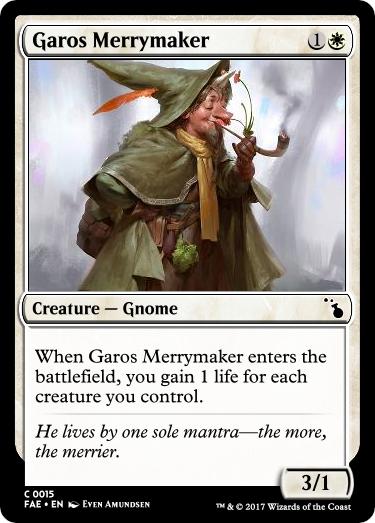 Garos Merrymaker 1
Creature — Gnome
When Garos Merrymaker enters the
battlefield, you gain 1 life for each
creature you control.
He lives by one sole mantra—the more,
the merrier.
3/1
C 0015
FAE • EN Even Amundsen
™ & © 2017 Wizards of the Coast